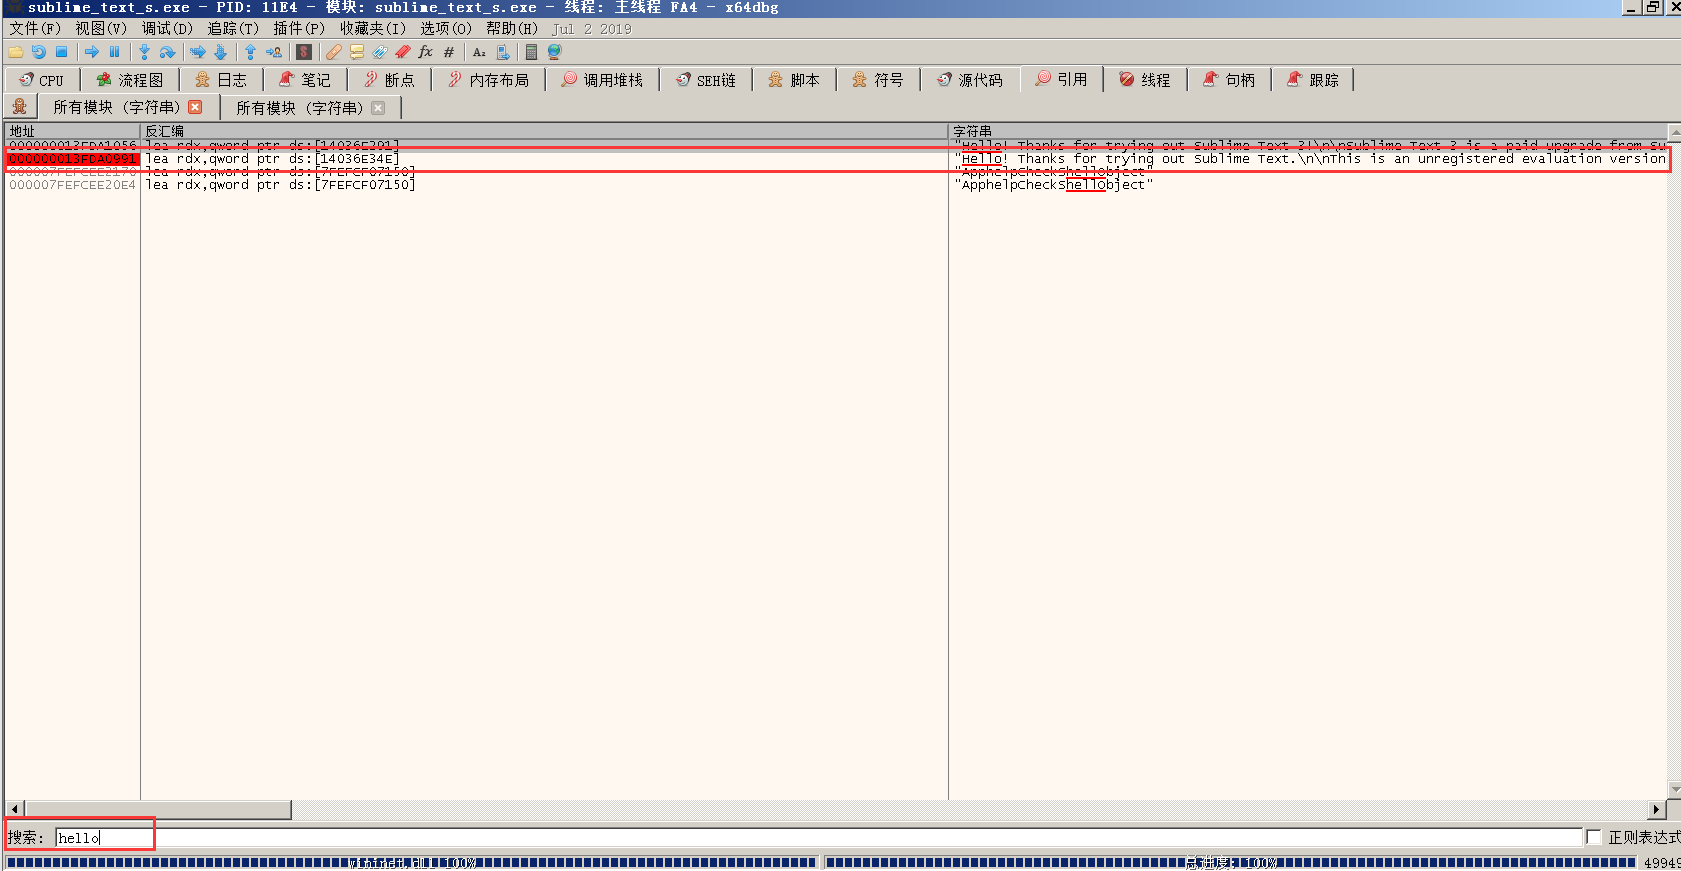 sublime_text_s.exe - PID: 11E4 - 模块: sublime_text_s.exe - 线程: 主线程 FA4 - x64dbg
文件(F) 视图(V) 调试(D) 追踪(T) 插件(P) 收藏夹(I) 选项(O) 帮助(H) Jul 2 2019
CPU 流程图 日志 笔记 断点 内存布局 调用堆栈 SEH链 脚本 符号 源代码 引用 线程 句柄 跟踪
所有模块 (字符串) 所有模块 (字符串)
地址 反汇编 字符串
000000013FDA1056 lea rdx,qword ptr ds:[14036E291] "Hello! Thanks for trying out Sublime Text 3!\n\nSublime Text 3 is a paid upgrade from Su
000000013FDA0991 lea rdx,qword ptr ds:[14036E34E] "Hello! Thanks for trying out Sublime Text.\n\nThis is an unregistered evaluation version
000007FEFCEE2170 lea rdx,qword ptr ds:[7FEFCF07150] "ApphelpCheckShellObject"
000007FEFCEE20E4 lea rdx,qword ptr ds:[7FEFCF07150] "ApphelpCheckShellObject"
搜索: hello 正则表达式
wininet.dll 100% 总进度: 100% 49949